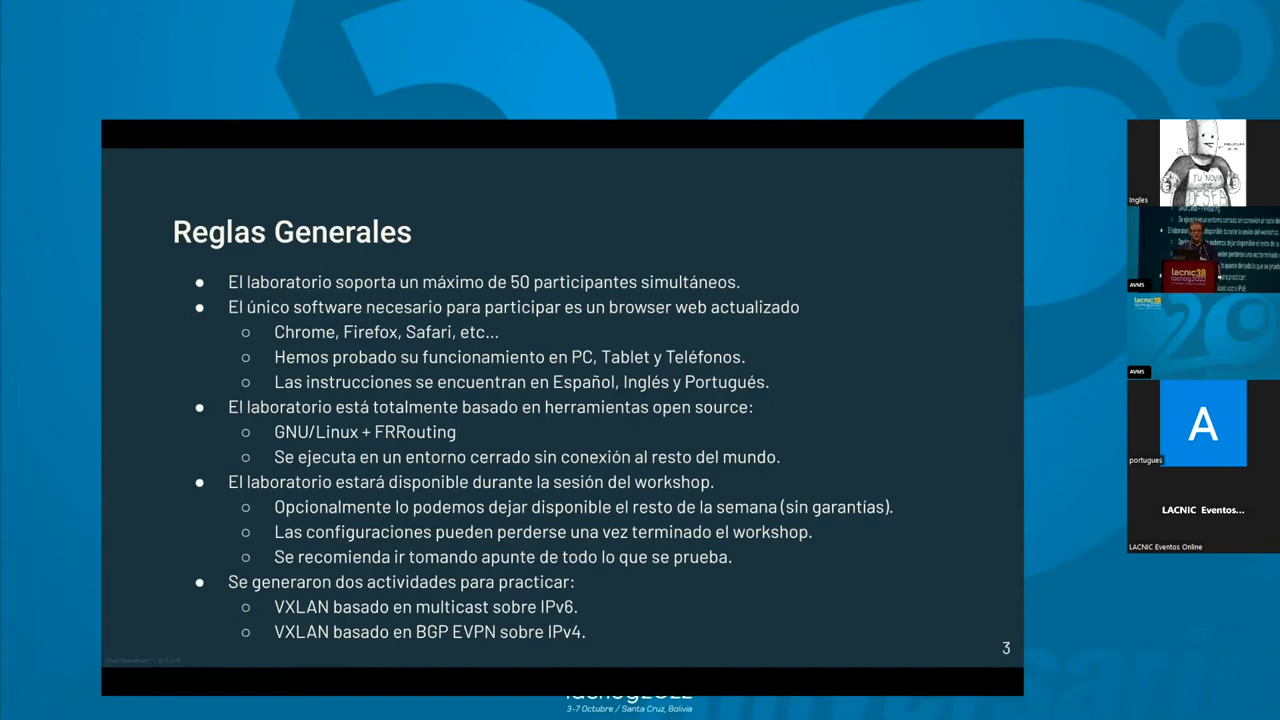 Reglas Generales
● El laboratorio soporta un máximo de 50 participantes simultáneos.
● El único software necesario para participar es un browser web actualizado
○ Chrome, Firefox, Safari, etc...
○ Hemos probado su funcionamiento en PC, Tablet y Teléfonos.
○ Las instrucciones se encuentran en Español, Inglés y Portugués.
● El laboratorio está totalmente basado en herramientas open source:
○ GNU/Linux + FRRouting
○ Se ejecuta en un entorno cerrado sin conexión al resto del mundo.
● El laboratorio estará disponible durante la sesión del workshop.
○ Opcionalmente lo podemos dejar disponible el resto de la semana (sin garantías).
○ Las configuraciones pueden perderse una vez terminado el workshop.
○ Se recomienda ir tomando apunte de todo lo que se prueba.
● Se generaron dos actividades para practicar:
○ VXLAN basado en multicast sobre IPv6.
○ VXLAN basado en BGP EVPN sobre IPv4.
3
lacnog2022
3-7 Octubre / Santa Cruz, Bolivia
TU NOVIA
DESEA
Ingles
lacnic38
lacnog2022
AVMS
lacnic38
AVMS
A
portugues
LACNIC Eventos...
LACNIC Eventos Online